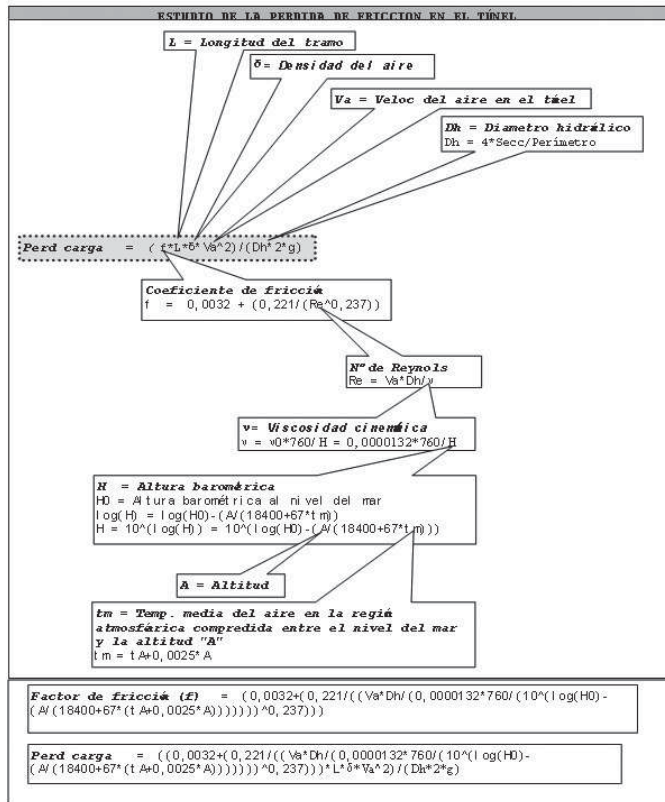 ESTUDIO DE LA PERDIDA DE FRICCION EN EL TÚNEL
L = Longitud del tramo
δ= Densidad del aire
Va = Veloc del aire en el túel
Dh = Diametro hidrálico
Dh = 4*Secc/Perímetro
Perd carga = (f*L*δ*Va^2)/(Dh*2*g)
Coeficiente de fricció
f = 0,0032 + (0,221/(Re^0,237))
Nº de Reynols
Re = Va*Dh/ν
ν= Viscosidad cinemática
ν = ν0*760/H = 0,0000132*760/H
H = Altura barométrica
H0 = Altura barométrica al nivel del mar
log(H) = log(H0)-(A/(18400+67*tm))
H = 10^(log(H)) = 10^(log(H0)-(A/(18400+67*tm)))
A = Altitud
tm = Temp. media del aire en la regió
atmosfárica compredida entre el nivel del mar
y la altitud "A"
tm = tA+0,0025*A
Factor de fricció (f) = (0,0032+(0,221/((Va*Dh/(0,0000132*760/(10^(log(H0)-
(A/(18400+67*(tA+0,0025*A)))))))^0,237)))
Perd carga = ((0,0032+(0,221/((Va*Dh/(0,0000132*760/(10^(log(H0)-
(A/(18400+67*(tA+0,0025*A)))))))^0,237)))*L*δ*Va^2)/(Dh*2*g)